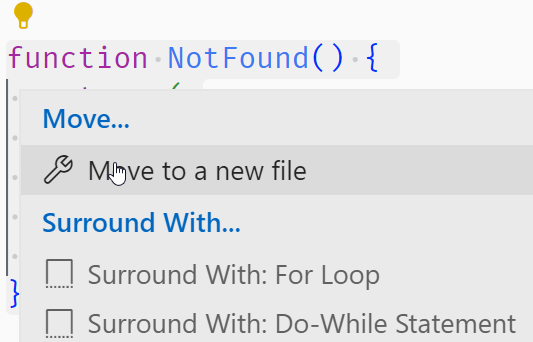 function NotFound() {
Move...
Move to a new file
Surround With...
Surround With: For Loop
Surround With: Do-While Statement
}